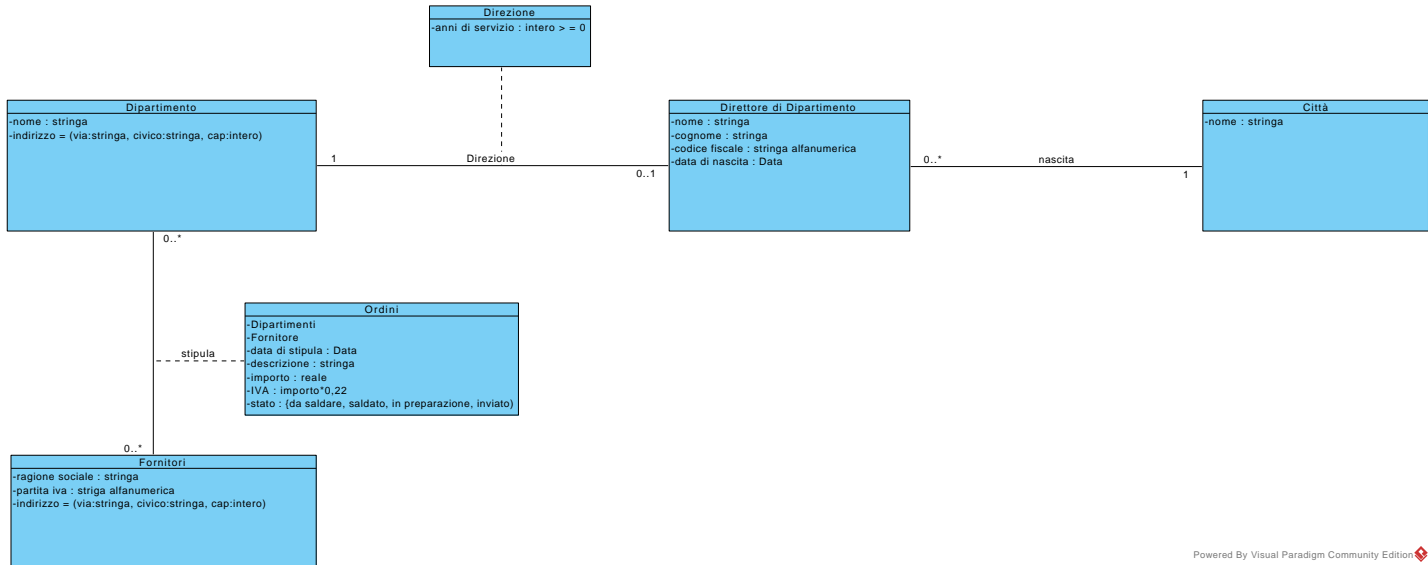 Direzione
-anni di servizio : intero > = 0
Dipartimento
-nome : stringa
-indirizzo = (via:stringa, civico:stringa, cap:intero)
1
Direzione
0..1
Direttore di Dipartimento
-nome : stringa
-cognome : stringa
-codice fiscale : stringa alfanumerica
-data di nascita : Data
0..*
nascita
1
Città
-nome : stringa
0..*
stipula
Ordini
-Dipartimenti
-Fornitore
-data di stipula : Data
-descrizione : stringa
-importo : reale
-IVA : importo*0,22
-stato : {da saldare, saldato, in preparazione, inviato)
0..*
Fornitori
-ragione sociale : stringa
-partita iva : striga alfanumerica
-indirizzo = (via:stringa, civico:stringa, cap:intero)
Powered By Visual Paradigm Community Edition